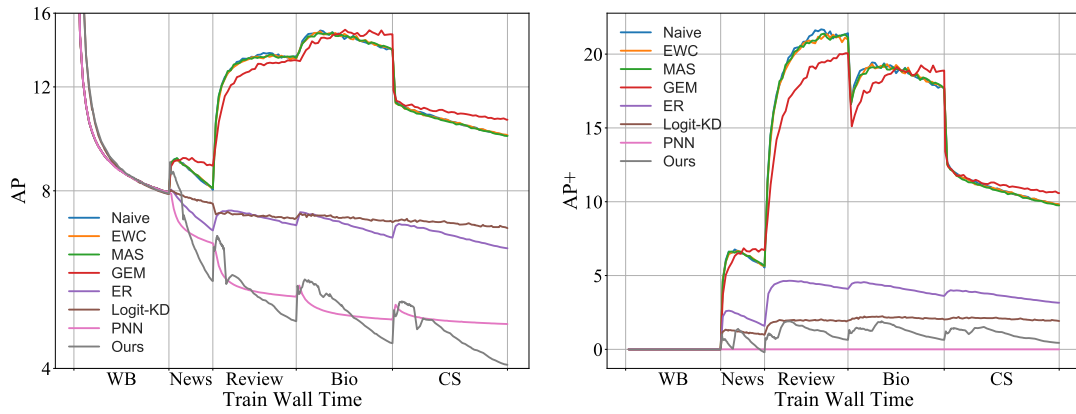 16
12
8
4
AP
Naive
EWC
MAS
GEM
ER
Logit-KD
PNN
Ours
WB News Review Bio CS
Train Wall Time
20
15
10
5
0
AP+
Naive
EWC
MAS
GEM
ER
Logit-KD
PNN
Ours
WB News Review Bio CS
Train Wall Time